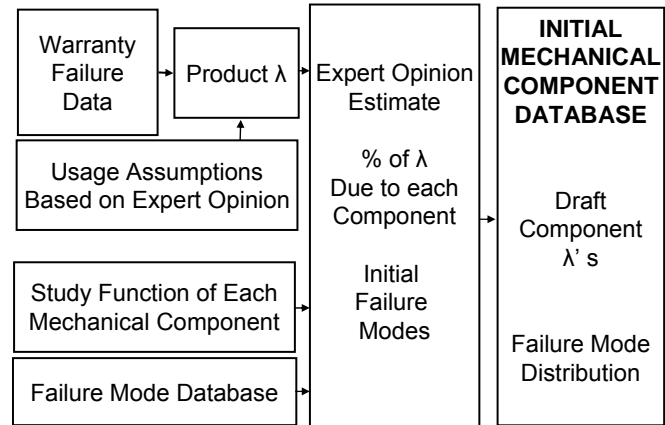 Warranty
Failure
Data
Product λ
Usage Assumptions
Based on Expert Opinion
Study Function of Each
Mechanical Component
Failure Mode Database
Expert Opinion
Estimate
% of λ
Due to each
Component
Initial
Failure
Modes
INITIAL
MECHANICAL
COMPONENT
DATABASE
Draft
Component
λ' s
Failure Mode
Distribution